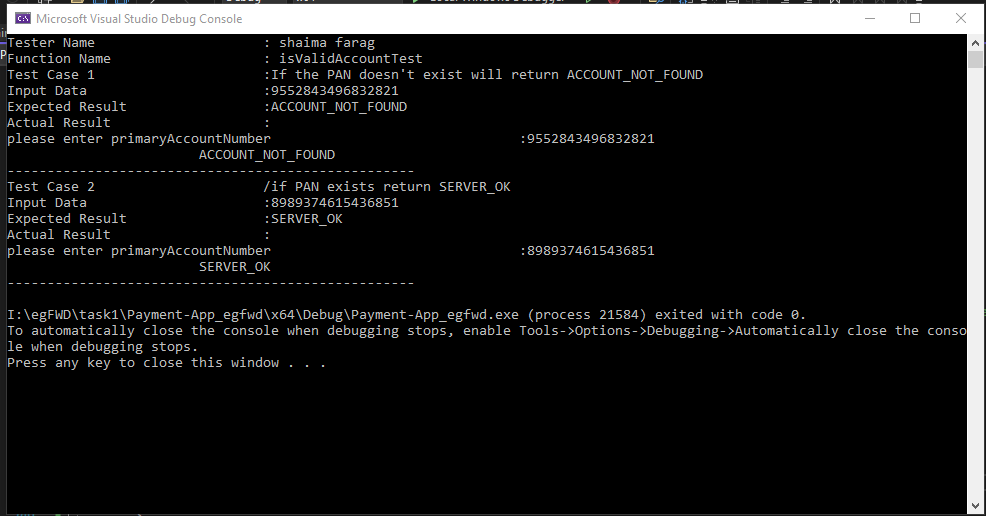 Microsoft Visual Studio Debug Console
Tester Name : shaima farag
Function Name : isValidAccountTest
Test Case 1 :If the PAN doesn't exist will return ACCOUNT_NOT_FOUND
Input Data :9552843496832821
Expected Result :ACCOUNT_NOT_FOUND
Actual Result :
please enter primaryAccountNumber :9552843496832821
ACCOUNT_NOT_FOUND
---------------------------------------------------
Test Case 2 /if PAN exists return SERVER_OK
Input Data :8989374615436851
Expected Result :SERVER_OK
Actual Result :
please enter primaryAccountNumber :8989374615436851
SERVER_OK
---------------------------------------------------
I:\egFWD\task1\Payment-App_egfwd\x64\Debug\Payment-App_egfwd.exe (process 21584) exited with code 0.
To automatically close the console when debugging stops, enable Tools->Options->Debugging->Automatically close the conso
le when debugging stops.
Press any key to close this window . . .